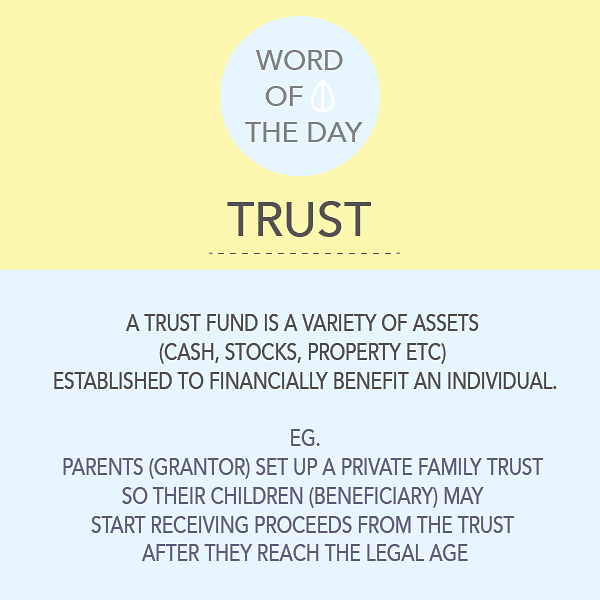 WORD
OF
THE DAY
TRUST
A TRUST FUND IS A VARIETY OF ASSETS
(CASH, STOCKS, PROPERTY ETC)
ESTABLISHED TO FINANCIALLY BENEFIT AN INDIVIDUAL.
EG.
PARENTS (GRANTOR) SET UP A PRIVATE FAMILY TRUST
SO THEIR CHILDREN (BENEFICIARY) MAY
START RECEIVING PROCEEDS FROM THE TRUST
AFTER THEY REACH THE LEGAL AGE